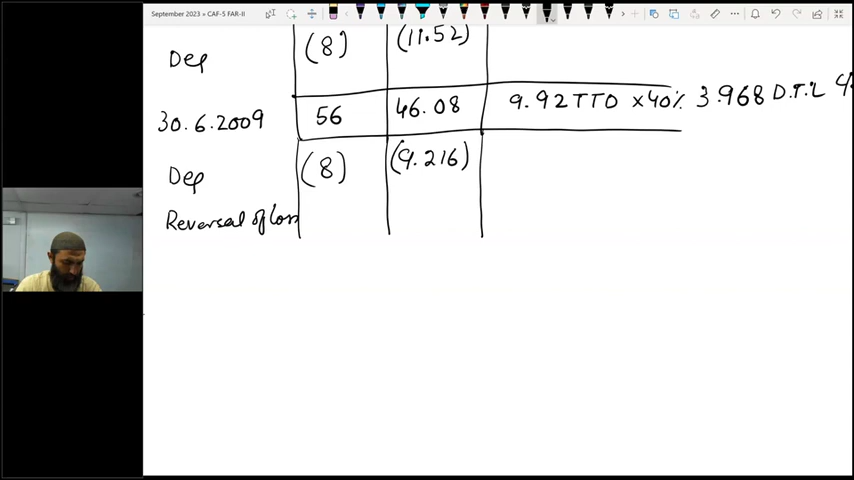 September 2023 » CAF-5 FAR-II
Dep (8) (11.52)
30.6.2009 56 46.08 9.92 TTD x40% 3.968 D.T.L
Dep (8) (9.216)
Reversal of Loss